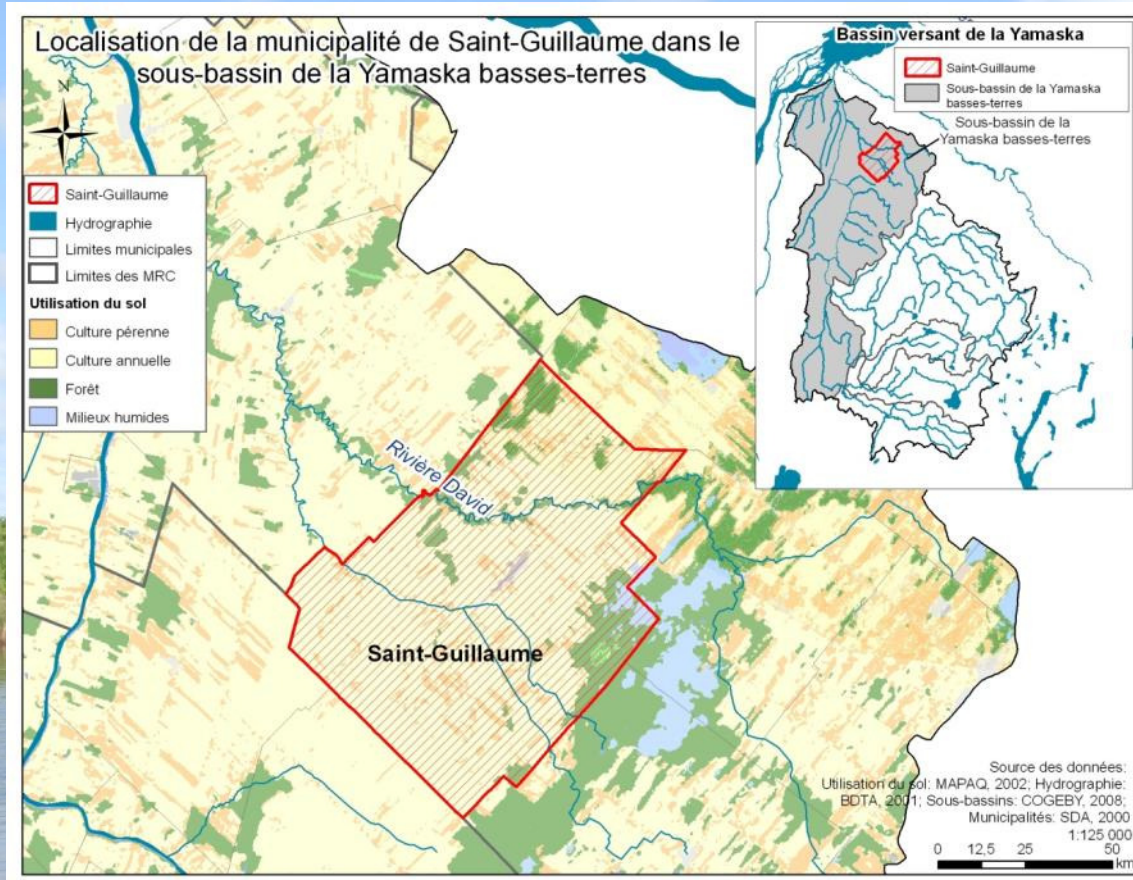 Localisation de la municipalité de Saint-Guillaume dans le
sous-bassin de la Yamaska basses-terres
N
Saint-Guillaume
Hydrographie
Limites municipales
Limites des MRC
Utilisation du sol
Culture pérenne
Culture annuelle
Forêt
Milieux humides
Bassin versant de la Yamaska
Saint-Guillaume
Sous-bassin de la Yamaska
basses-terres
Sous-bassin de la
Yamaska basses-terres
Rivière David
Saint-Guillaume
Source des données:
Utilisation du sol: MAPAQ, 2002; Hydrographie:
BDTA, 2001; Sous-bassins: COGEBY, 2008;
Municipalités: SDA, 2000
1:125 000
0 12,5 25 50
km